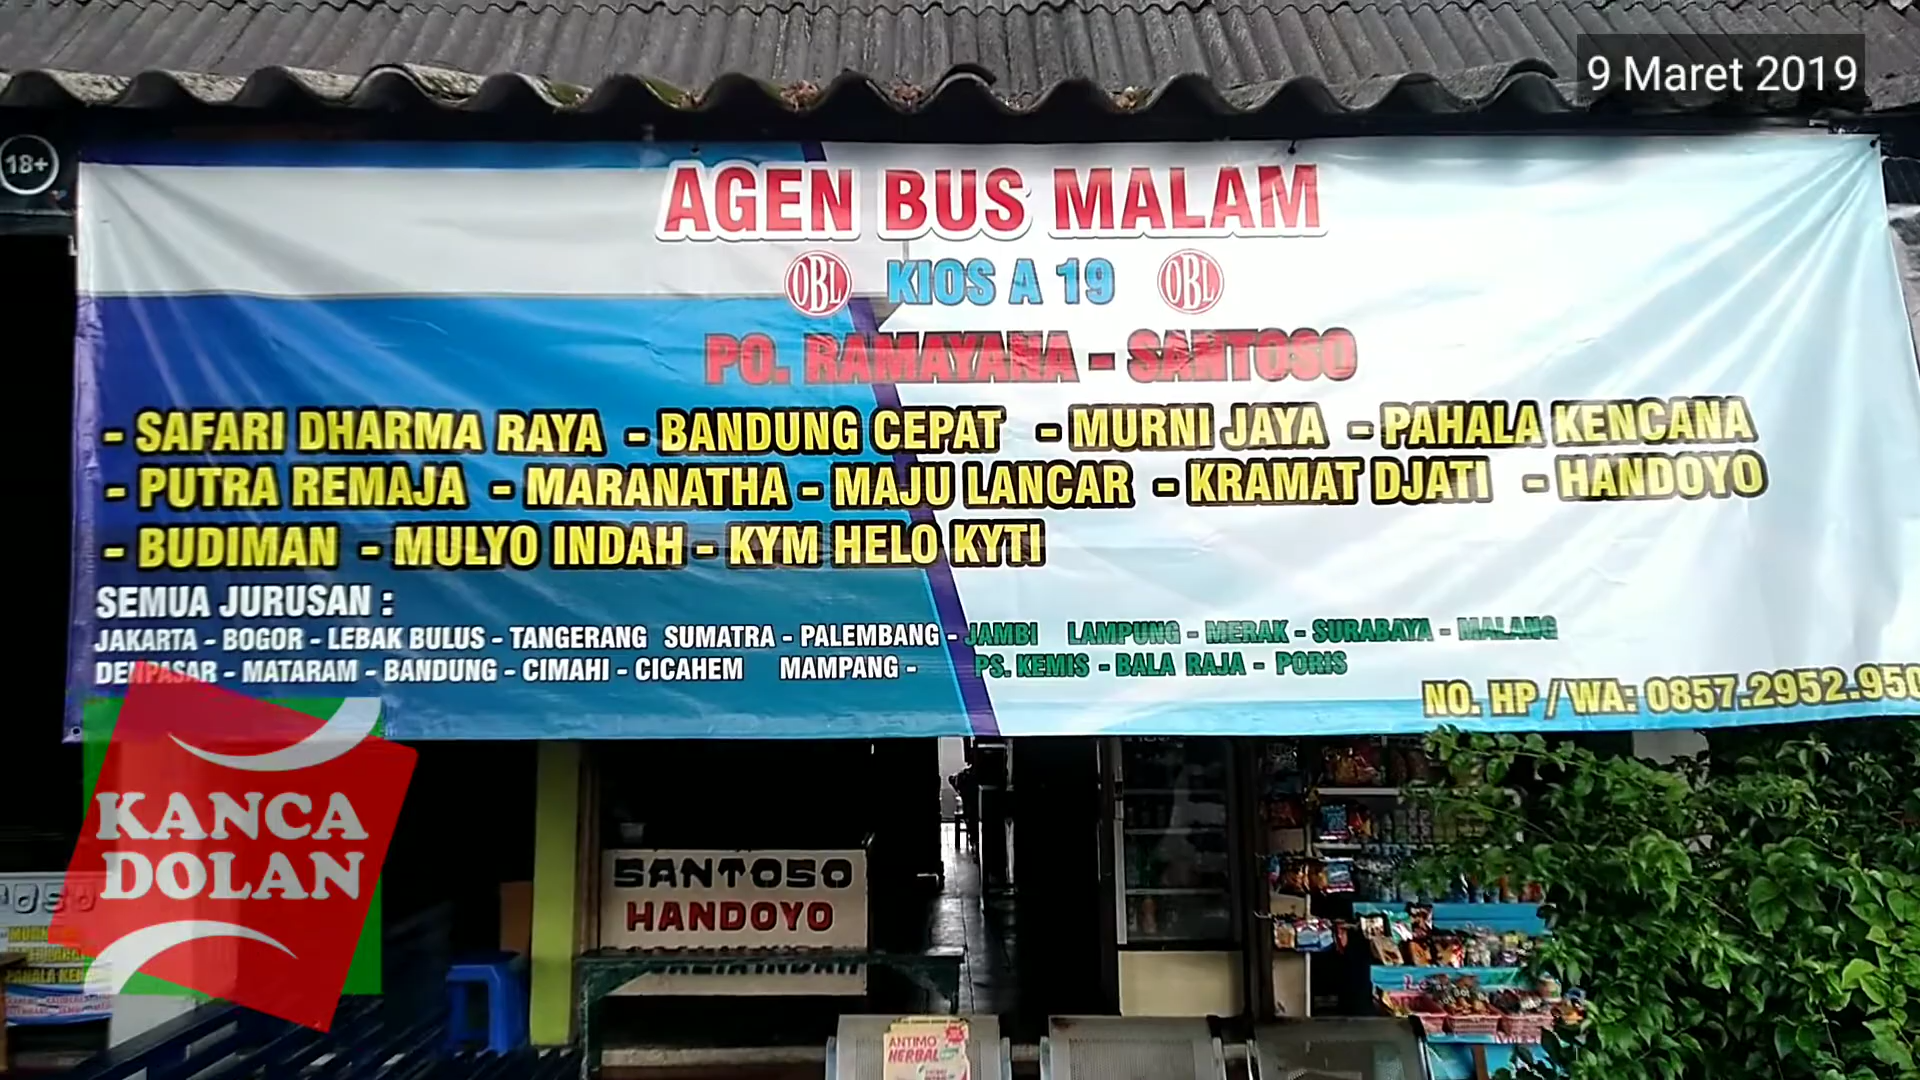 9 Maret 2019
18+
AGEN BUS MALAM
OBL KIOS A 19 OBL
PO. RAMAYANA - SANTOSO
- SAFARI DHARMA RAYA - BANDUNG CEPAT - MURNI JAYA - PAHALA KENCANA
- PUTRA REMAJA - MARANATHA - MAJU LANCAR - KRAMAT DJATI - HANDOYO
- BUDIMAN - MULYO INDAH - KYM HELO KYTI
SEMUA JURUSAN :
JAKARTA - BOGOR - LEBAK BULUS - TANGERANG SUMATRA - PALEMBANG - JAMBI LAMPUNG - MERAK - SURABAYA - MALANG
DENPASAR - MATARAM - BANDUNG - CIMAHI - CICAHEM MAMPANG - PS. KEMIS - BALA RAJA - PORIS
NO. HP / WA: 0857.2952.950
KANCA
DOLAN
SANTOSO
HANDOYO
ANTIMO
HERBAL